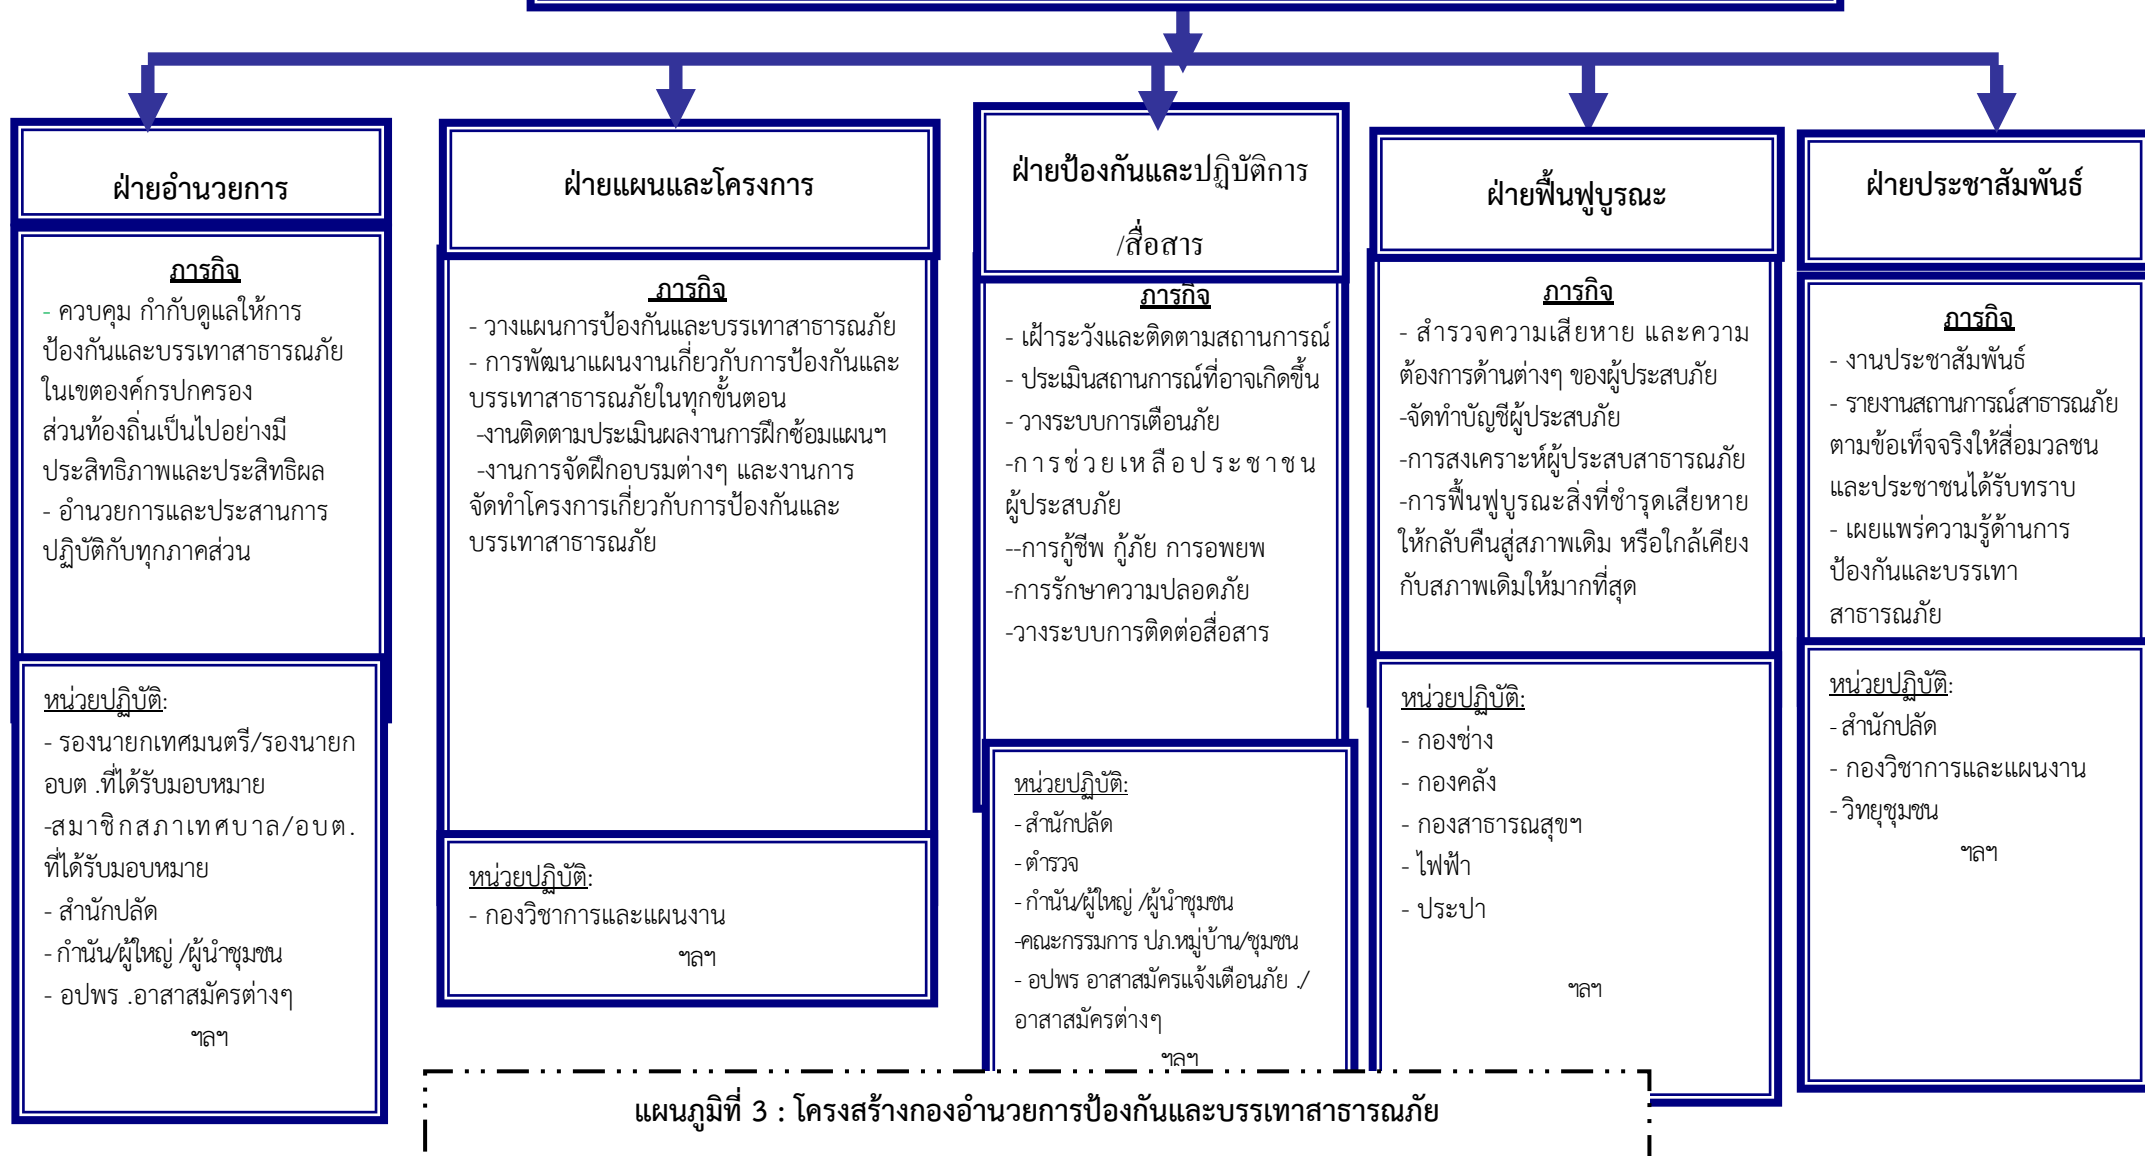 ฝ่ายอำนวยการ
ภารกิจ
- ควบคุม กำกับดูแลให้การ
ป้องกันและบรรเทาสาธารณภัย
ในเขตองค์กรปกครอง
ส่วนท้องถิ่นเป็นไปอย่างมี
ประสิทธิภาพและประสิทธิผล
- อำนวยการและประสานการ
ปฏิบัติกับทุกภาคส่วน
หน่วยปฏิบัติ:
- รองนายกเทศมนตรี/รองนายก
อบต .ที่ได้รับมอบหมาย
-สมาชิกสภาเทศบาล/อบต.
ที่ได้รับมอบหมาย
- สำนักปลัด
- กำนัน/ผู้ใหญ่ /ผู้นำชุมชน
- อปพร .อาสาสมัครต่างๆ
ฯลฯ
ฝ่ายแผนและโครงการ
ภารกิจ
- วางแผนการป้องกันและบรรเทาสาธารณภัย
- การพัฒนาแผนงานเกี่ยวกับการป้องกันและ
บรรเทาสาธารณภัยในทุกขั้นตอน
-งานติดตามประเมินผลงานการฝึกซ้อมแผนฯ
-งานการจัดฝึกอบรมต่างๆ และงานการ
จัดทำโครงการเกี่ยวกับการป้องกันและ
บรรเทาสาธารณภัย
หน่วยปฏิบัติ:
- กองวิชาการและแผนงาน
ฯลฯ
ฝ่ายป้องกันและปฏิบัติการ
/สื่อสาร
ภารกิจ
- เฝ้าระวังและติดตามสถานการณ์
- ประเมินสถานการณ์ที่อาจเกิดขึ้น
- วางระบบการเตือนภัย
-การช่วยเหลือประชาชน
ผู้ประสบภัย
--การกู้ชีพ กู้ภัย การอพยพ
-การรักษาความปลอดภัย
-วางระบบการติดต่อสื่อสาร
หน่วยปฏิบัติ:
- สำนักปลัด
- ตำรวจ
- กำนัน/ผู้ใหญ่ /ผู้นำชุมชน
-คณะกรรมการ ปภ.หมู่บ้าน/ชุมชน
- อปพร อาสาสมัครแจ้งเตือนภัย ./
อาสาสมัครต่างๆ
ฯลฯ
ฝ่ายฟื้นฟูบูรณะ
ภารกิจ
- สำรวจความเสียหาย และความ
ต้องการด้านต่างๆ ของผู้ประสบภัย
-จัดทำบัญชีผู้ประสบภัย
-การสงเคราะห์ผู้ประสบสาธารณภัย
-การฟื้นฟูบูรณะสิ่งที่ชำรุดเสียหาย
ให้กลับคืนสู่สภาพเดิม หรือใกล้เคียง
กับสภาพเดิมให้มากที่สุด
หน่วยปฏิบัติ:
- กองช่าง
- กองคลัง
- กองสาธารณสุขฯ
- ไฟฟ้า
- ประปา
ฯลฯ
ฝ่ายประชาสัมพันธ์
ภารกิจ
- งานประชาสัมพันธ์
- รายงานสถานการณ์สาธารณภัย
ตามข้อเท็จจริงให้สื่อมวลชน
และประชาชนได้รับทราบ
- เผยแพร่ความรู้ด้านการ
ป้องกันและบรรเทา
สาธารณภัย
หน่วยปฏิบัติ:
- สำนักปลัด
- กองวิชาการและแผนงาน
- วิทยุชุมชน
ฯลฯ
แผนภูมิที่ 3 : โครงสร้างกองอำนวยการป้องกันและบรรเทาสาธารณภัย